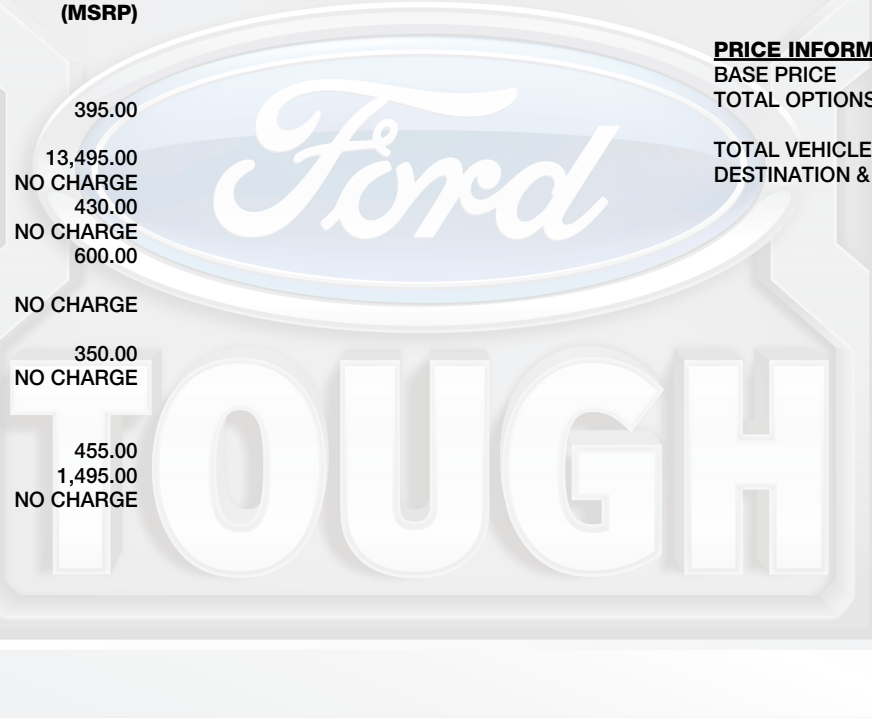 (MSRP)
395.00
13,495.00
NO CHARGE
430.00
NO CHARGE
600.00
NO CHARGE
350.00
NO CHARGE
455.00
1,495.00
NO CHARGE
PRICE INFORM
BASE PRICE
TOTAL OPTIONS
TOTAL VEHICLE
DESTINATION &
Ford
TOUGH